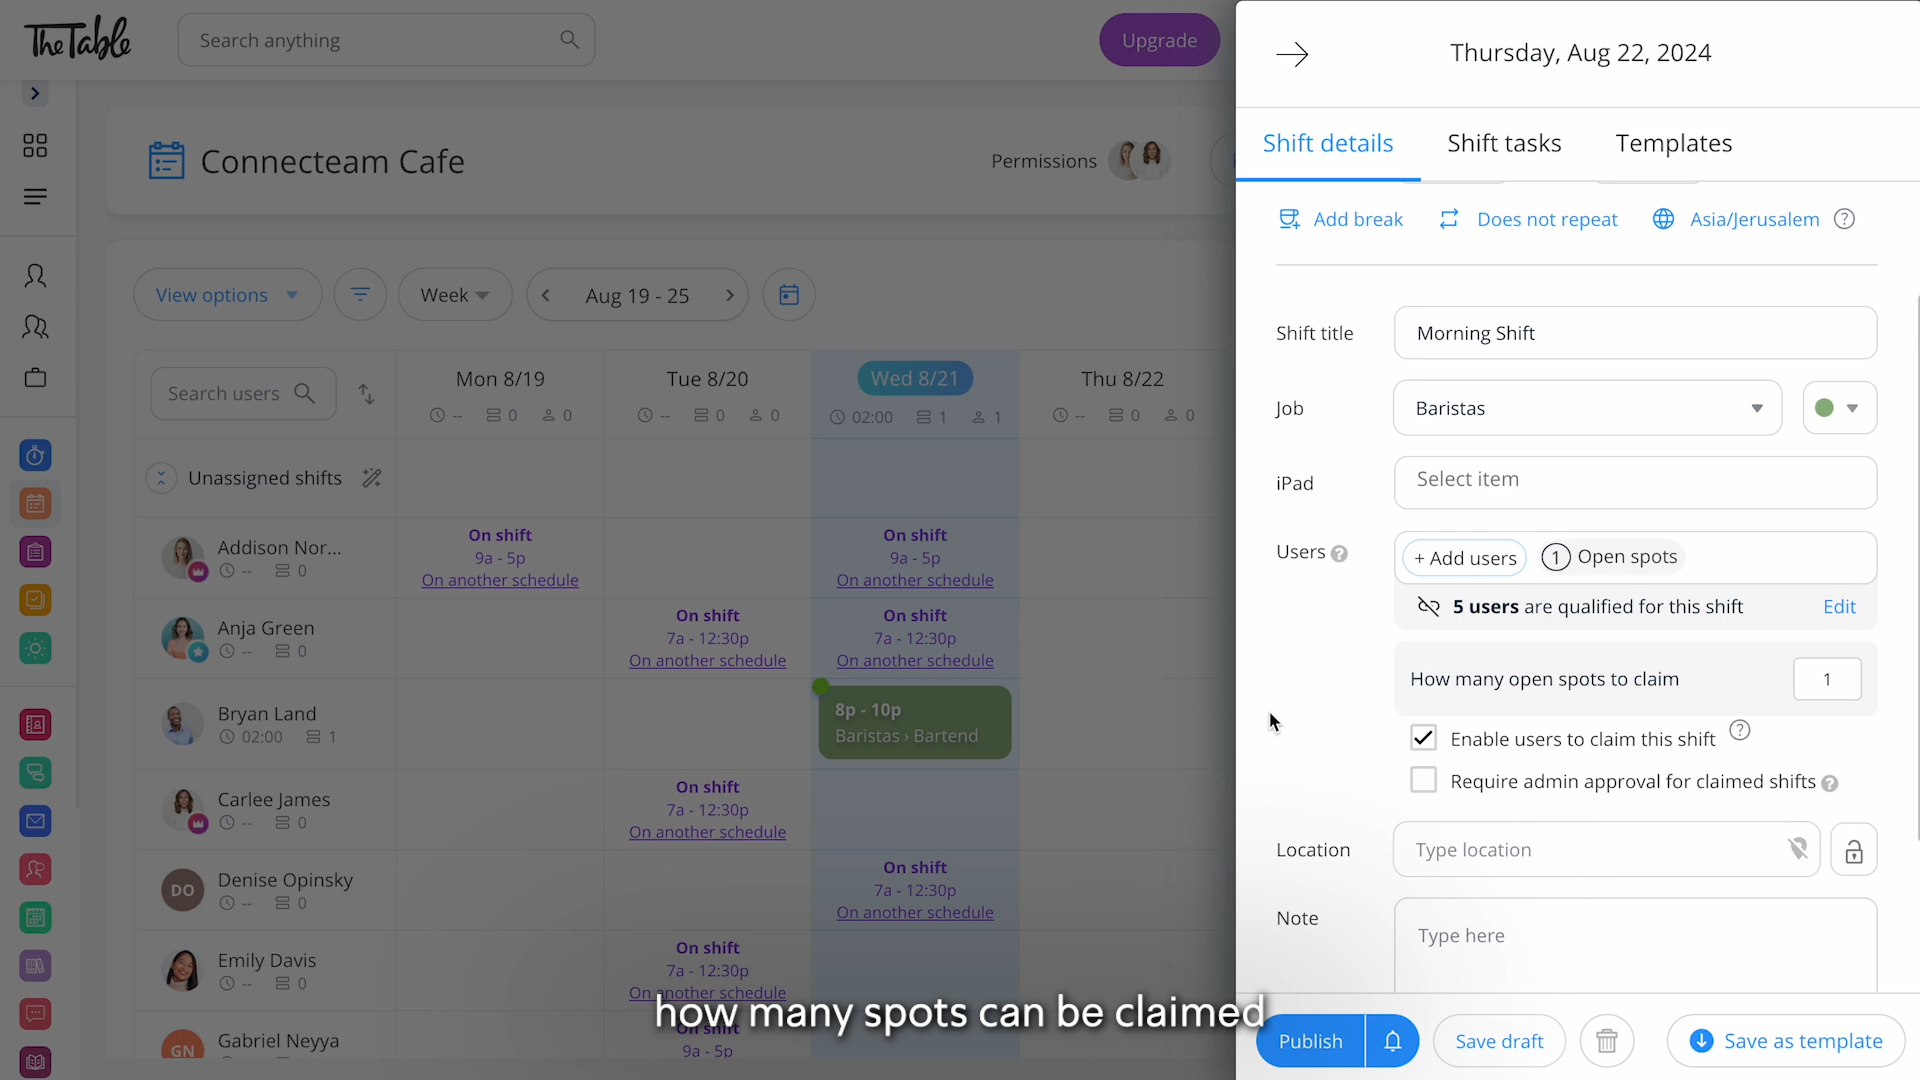 The Table
Search anything
Upgrade
Connecteam Cafe
Permissions
View options
Week
Aug 19 - 25
Search users
Mon 8/19
-- 0 0
Tue 8/20
-- 0 0
Wed 8/21
02:00 1 1
Thu 8/22
-- 0 0
Unassigned shifts
Addison Nor...
-- 0
On shift
9a - 5p
On another schedule
On shift
9a - 5p
On another schedule
Anja Green
-- 0
On shift
7a - 12:30p
On another schedule
On shift
7a - 12:30p
On another schedule
Bryan Land
02:00 1
8p - 10p
Baristas › Bartend
Carlee James
-- 0
On shift
7a - 12:30p
On another schedule
DO
Denise Opinsky
-- 0
On shift
7a - 12:30p
On another schedule
Emily Davis
-- 0
On shift
7a - 12:30p
On another schedule
GN
Gabriel Neyya
On shift
9a - 5p
how many spots can be claimed
Thursday, Aug 22, 2024
Shift details
Shift tasks
Templates
Add break
Does not repeat
Asia/Jerusalem ?
Shift title
Morning Shift
Job
Baristas
iPad
Select item
Users ?
+ Add users
1 Open spots
5 users are qualified for this shift
Edit
How many open spots to claim
1
Enable users to claim this shift ?
Require admin approval for claimed shifts ?
Location
Type location
Note
Type here
Publish
Save draft
Save as template